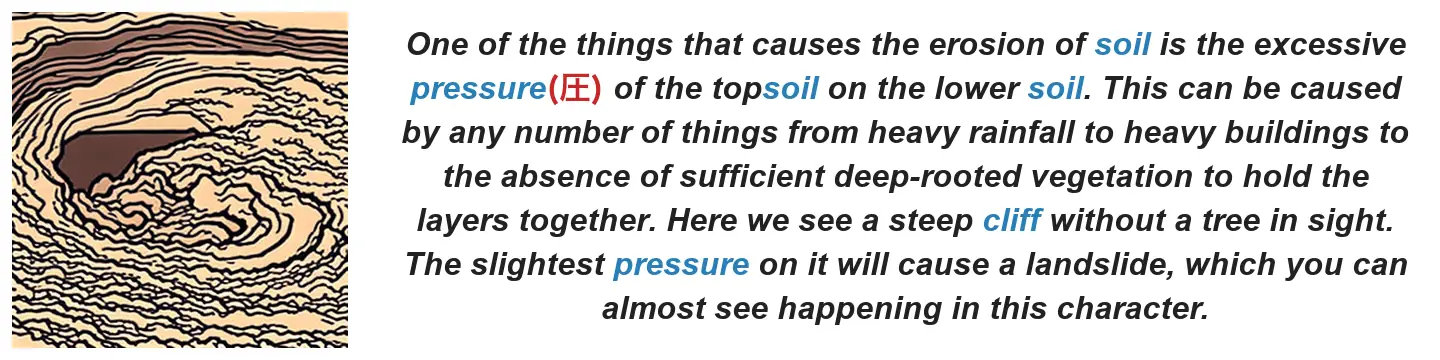 One of the things that causes the erosion of soil is the excessive
pressure(圧) of the topsoil on the lower soil. This can be caused
by any number of things from heavy rainfall to heavy buildings to
the absence of sufficient deep-rooted vegetation to hold the
layers together. Here we see a steep cliff without a tree in sight.
The slightest pressure on it will cause a landslide, which you can
almost see happening in this character.